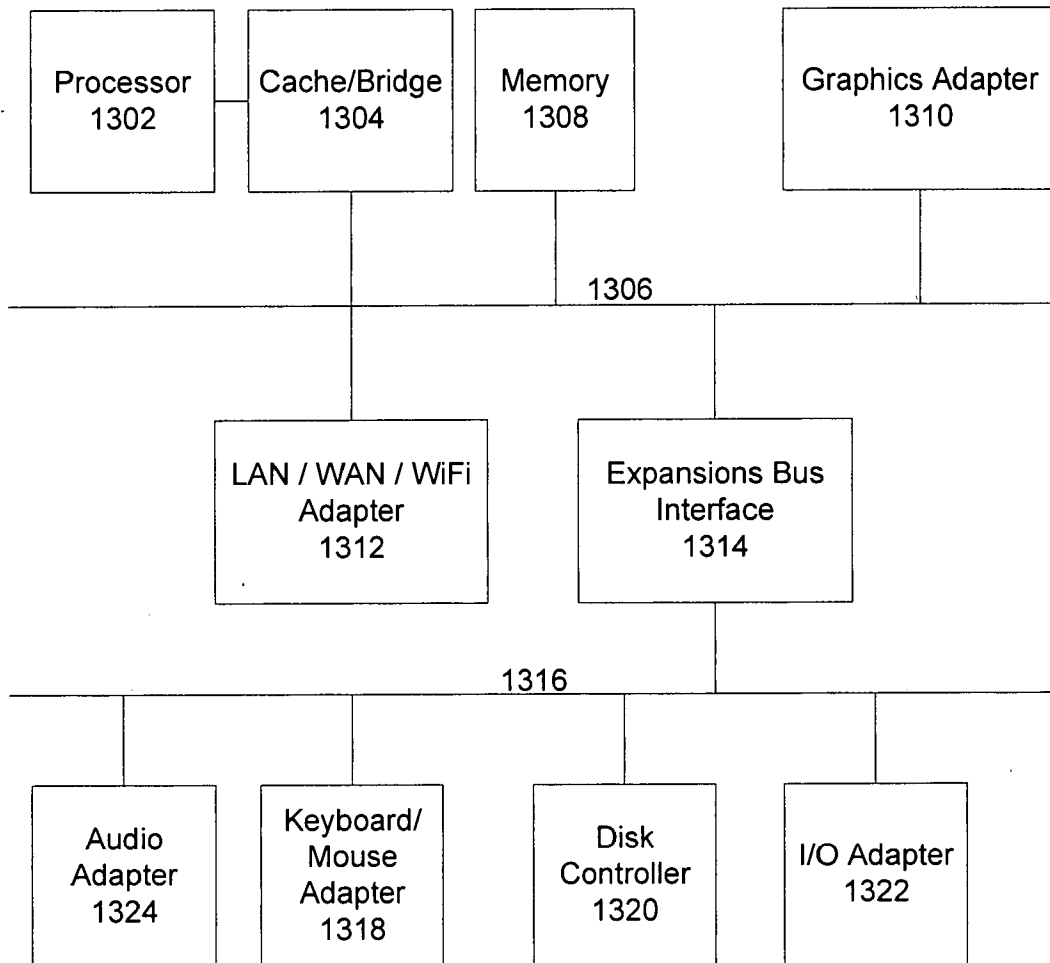 Processor
1302
Cache/Bridge
1304
Memory
1308
Graphics Adapter
1310
1306
LAN / WAN / WiFi
Adapter
1312
Expansions Bus
Interface
1314
1316
Audio
Adapter
1324
Keyboard/
Mouse
Adapter
1318
Disk
Controller
1320
I/O Adapter
1322